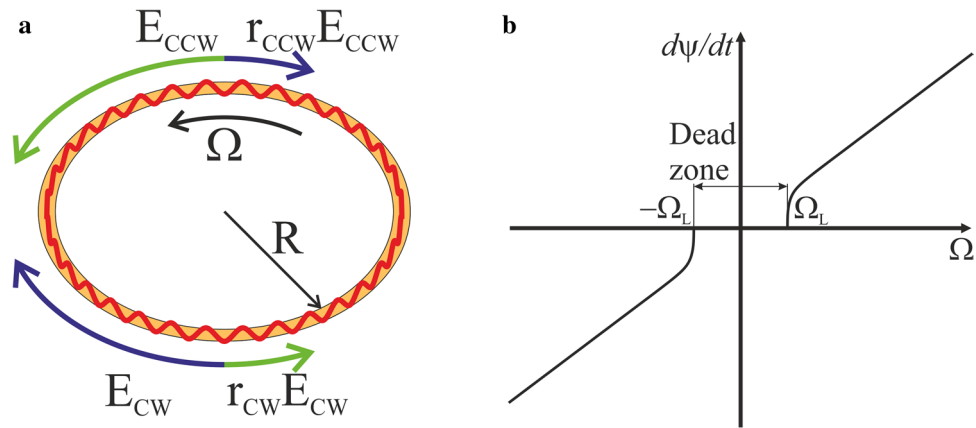 a
E_CCW r_CCW E_CCW
Ω
R
E_CW r_CW E_CW
b
dψ/dt
Dead
zone
−Ω_L Ω_L
Ω